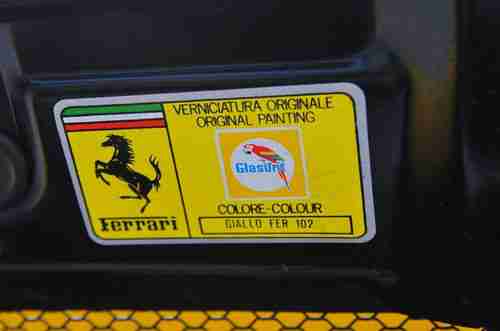 VERNICIATURA ORIGINALE
ORIGINAL PAINTING
Glasurit
COLORE-COLOUR
GIALLO FER 102
Ferrari